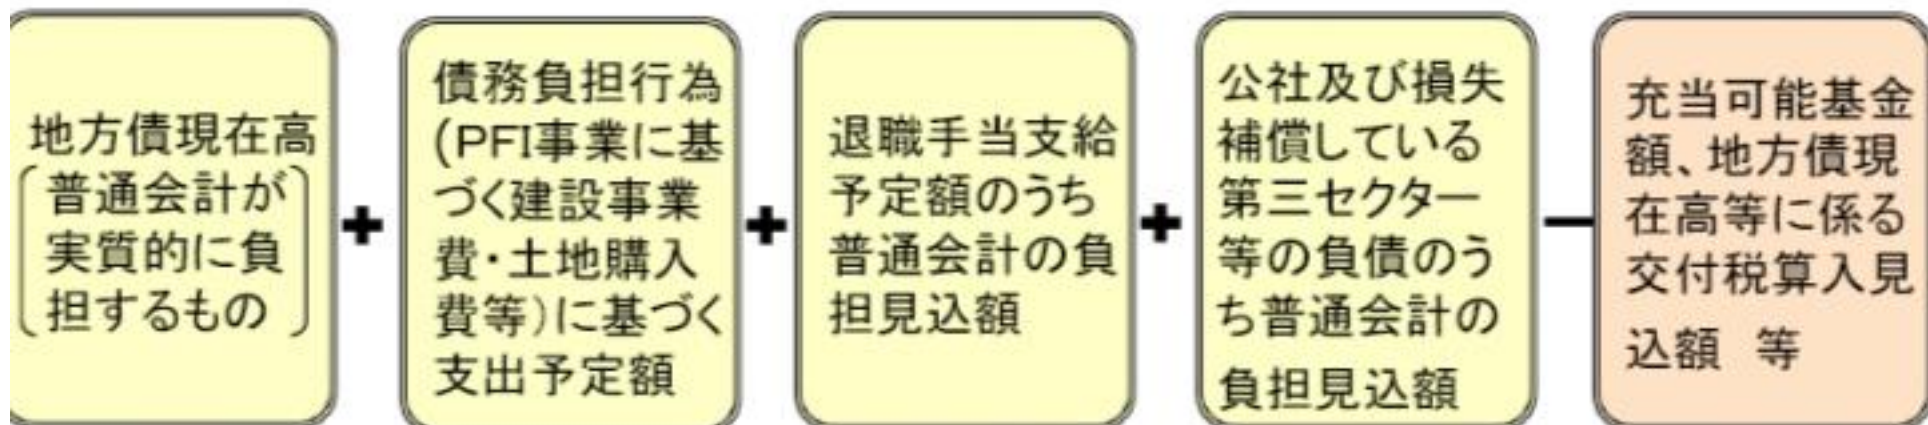 地方債現在高
普通会計が
実質的に負
担するもの
+
債務負担行為
(PFI事業に基
づく建設事業
費・土地購入
費等)に基づく
支出予定額
+
退職手当支給
予定額のうち
普通会計の負
担見込額
+
公社及び損失
補償している
第三セクター
等の負債のう
ち普通会計の
負担見込額
−
充当可能基金
額、地方債現
在高等に係る
交付税算入見
込額 等